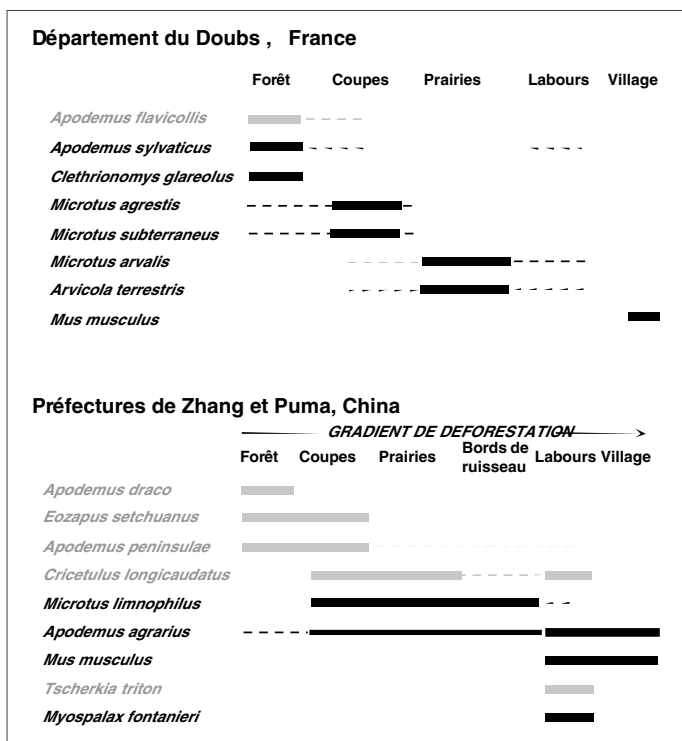 Département du Doubs , France
Forêt Coupes Prairies Labours Village
Apodemus flavicollis
Apodemus sylvaticus
Clethrionomys glareolus
Microtus agrestis
Microtus subterraneus
Microtus arvalis
Arvicola terrestris
Mus musculus
Préfectures de Zhang et Puma, China
GRADIENT DE DEFORESTATION
Forêt Coupes Prairies Bords de ruisseau Labours Village
Apodemus draco
Eozapus setchuanus
Apodemus peninsulae
Cricetulus longicaudatus
Microtus limnophilus
Apodemus agrarius
Mus musculus
Tscherkia triton
Myospalax fontanieri